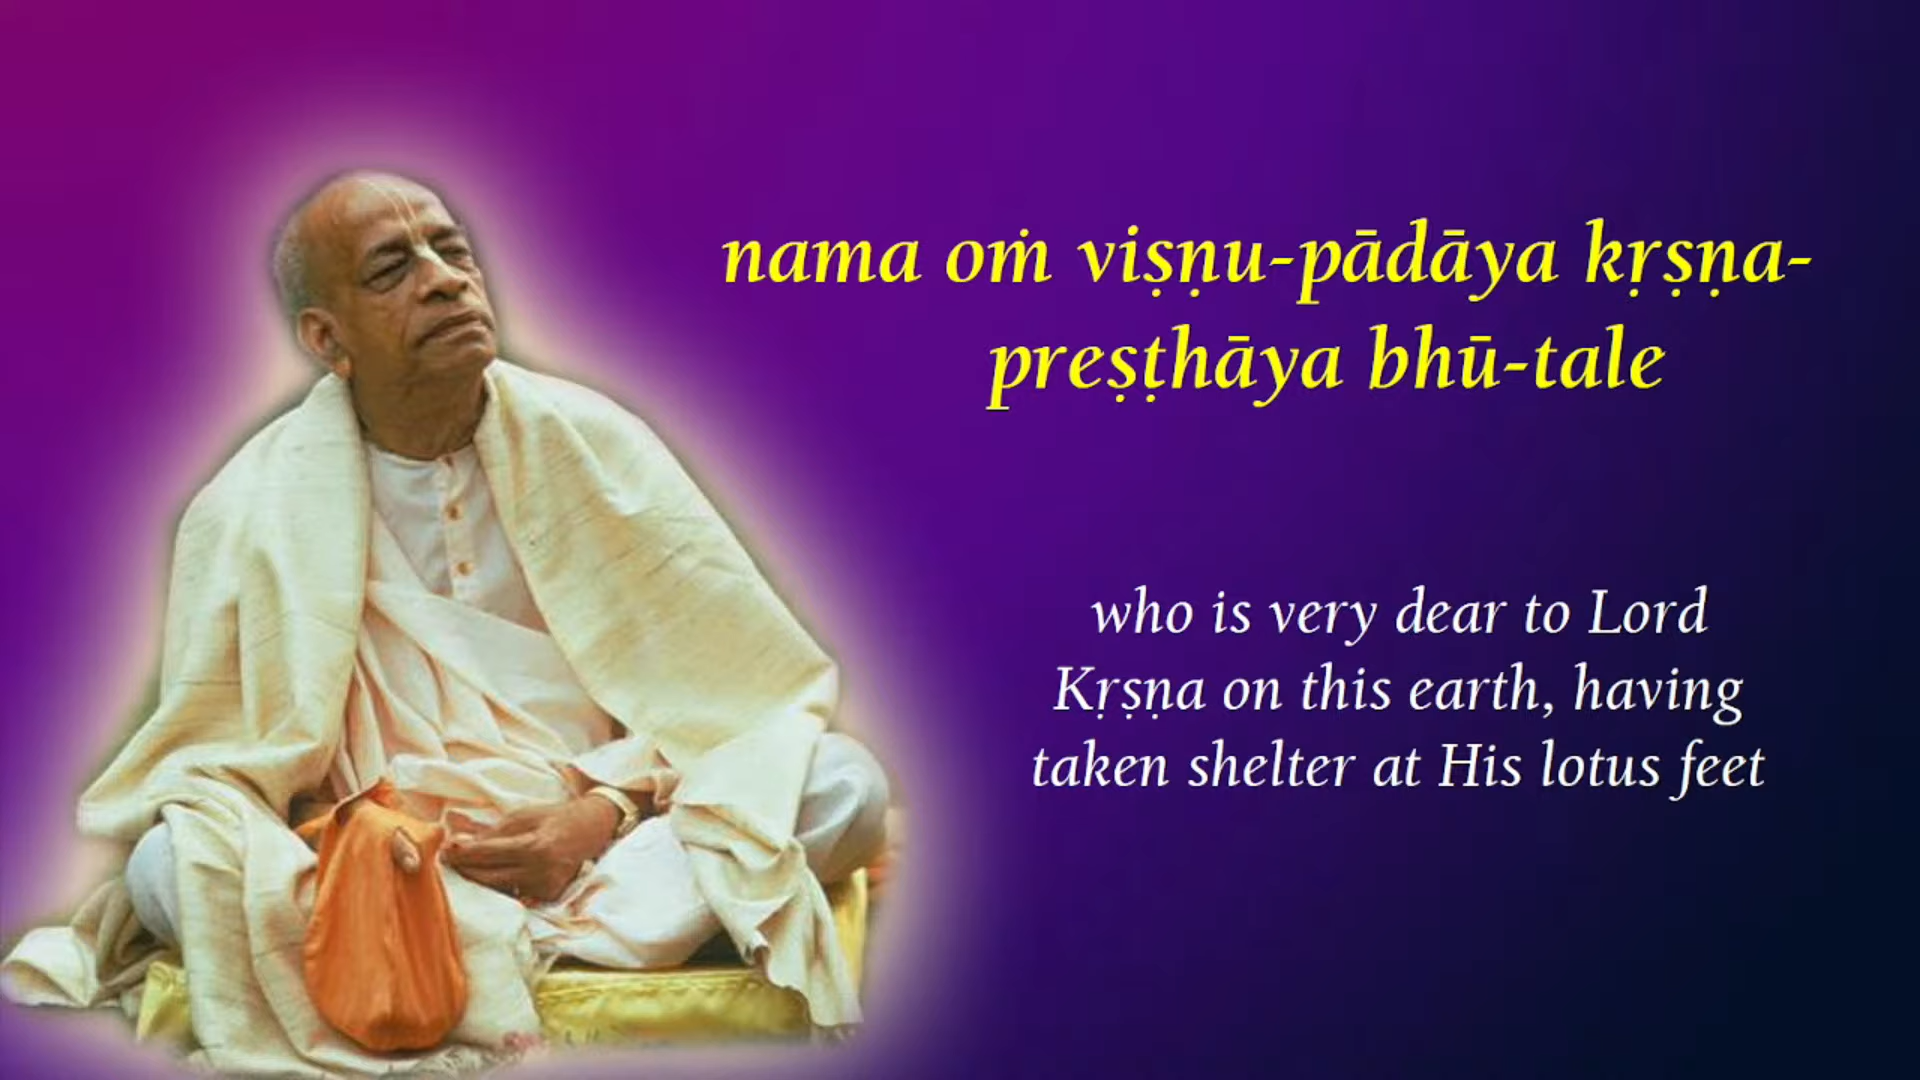 nama oṁ viṣṇu-pādāya kṛṣṇa-
preṣṭhāya bhū-tale
who is very dear to Lord
Kṛṣṇa on this earth, having
taken shelter at His lotus feet